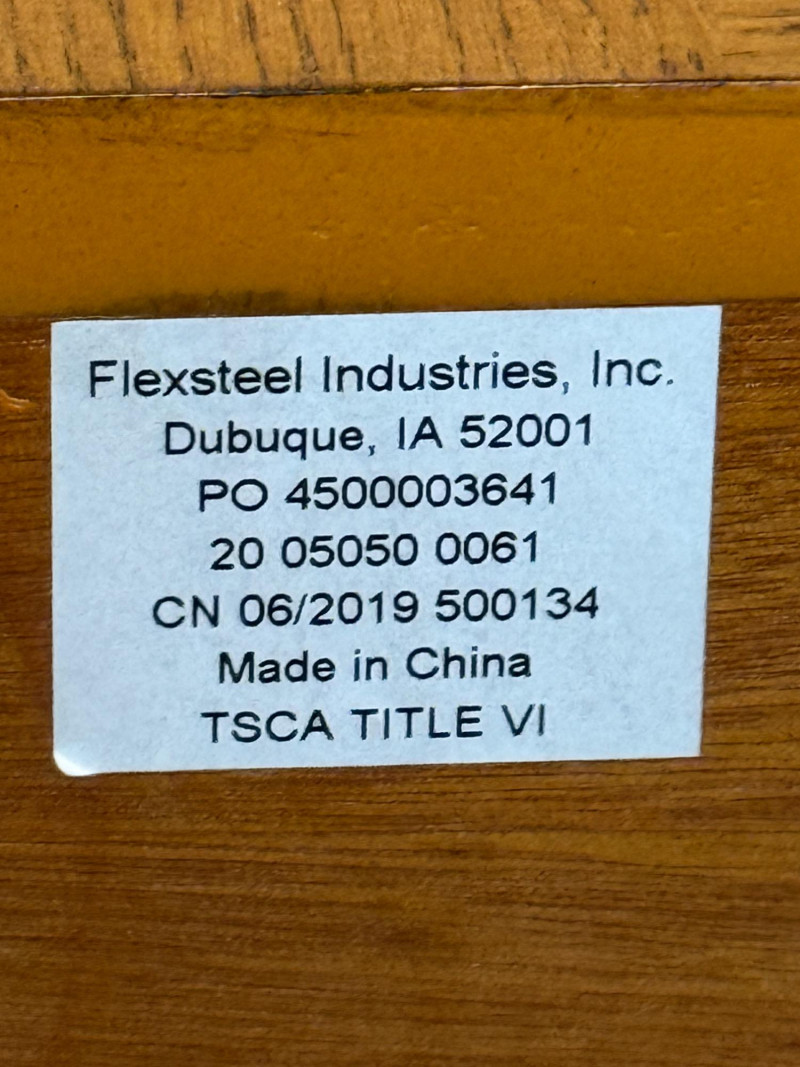 Flexsteel Industries, Inc.
Dubuque, IA 52001
PO 4500003641
20 05050 0061
CN 06/2019 500134
Made in China
TSCA TITLE VI